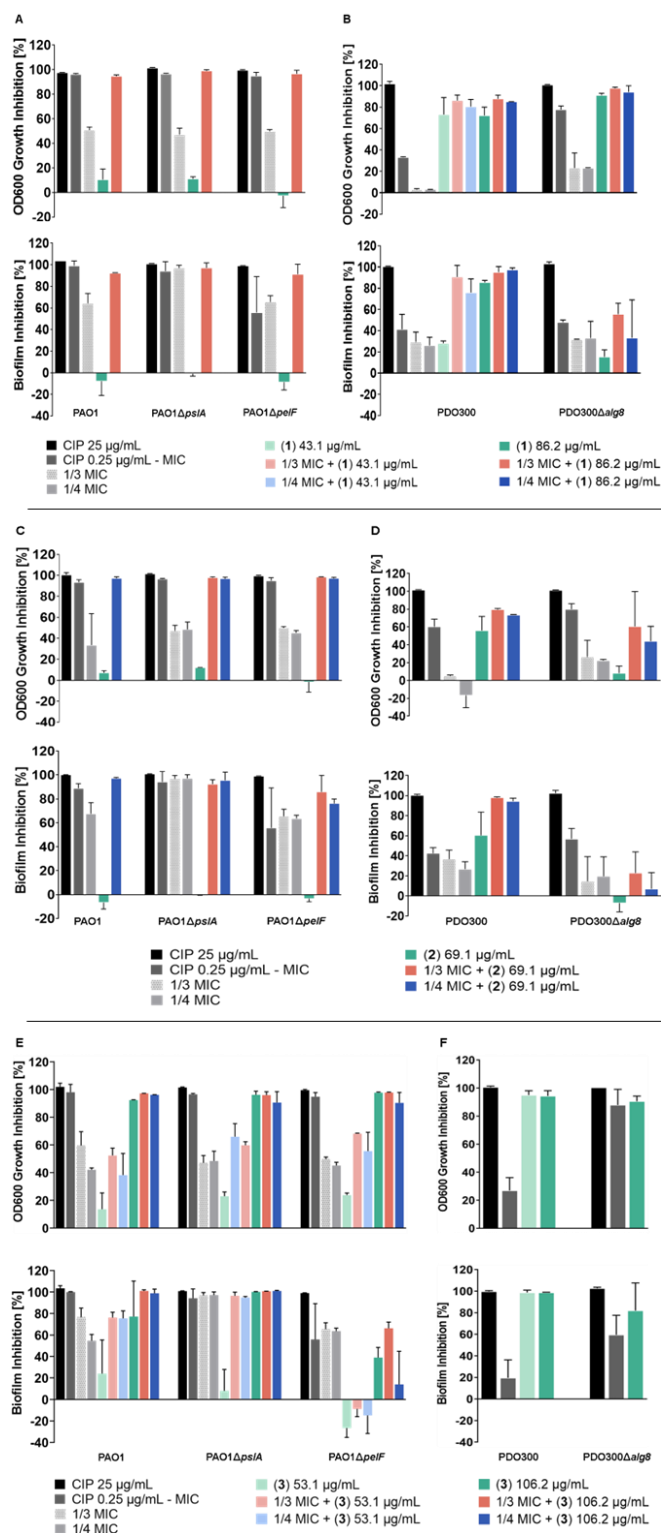 A
B
OD600 Growth Inhibition [%]
120
100
80
60
40
20
0
-20
OD600 Growth Inhibition [%]
120
100
80
60
40
20
0
-20
Biofilm Inhibition [%]
120
100
80
60
40
20
0
-20
-40
PAO1 PAO1ΔpslA PAO1ΔpelF
Biofilm Inhibition [%]
120
100
80
60
40
20
0
-20
-40
PDO300 PDO300Δalg8
CIP 25 µg/mL
CIP 0.25 µg/mL - MIC
1/3 MIC
1/4 MIC
(1) 43.1 µg/mL
1/3 MIC + (1) 43.1 µg/mL
1/4 MIC + (1) 43.1 µg/mL
(1) 86.2 µg/mL
1/3 MIC + (1) 86.2 µg/mL
1/4 MIC + (1) 86.2 µg/mL
C
D
OD600 Growth Inhibition [%]
120
100
80
60
40
20
0
-20
-40
OD600 Growth Inhibition [%]
120
100
80
60
40
20
0
-20
-40
Biofilm Inhibition [%]
120
100
80
60
40
20
0
-20
PAO1 PAO1ΔpslA PAO1ΔpelF
Biofilm Inhibition [%]
120
100
80
60
40
20
0
-20
PDO300 PDO300Δalg8
CIP 25 µg/mL
CIP 0.25 µg/mL - MIC
1/3 MIC
1/4 MIC
(2) 69.1 µg/mL
1/3 MIC + (2) 69.1 µg/mL
1/4 MIC + (2) 69.1 µg/mL
E
F
OD600 Growth Inhibition [%]
120
100
80
60
40
20
0
OD600 Growth Inhibition [%]
120
100
80
60
40
20
0
Biofilm Inhibition [%]
120
100
80
60
40
20
0
-20
-40
PAO1 PAO1ΔpslA PAO1ΔpelF
Biofilm Inhibition [%]
120
100
80
60
40
20
0
-20
-40
PDO300 PDO300Δalg8
CIP 25 µg/mL
CIP 0.25 µg/mL - MIC
1/3 MIC
1/4 MIC
(3) 53.1 µg/mL
1/3 MIC + (3) 53.1 µg/mL
1/4 MIC + (3) 53.1 µg/mL
(3) 106.2 µg/mL
1/3 MIC + (3) 106.2 µg/mL
1/4 MIC + (3) 106.2 µg/mL